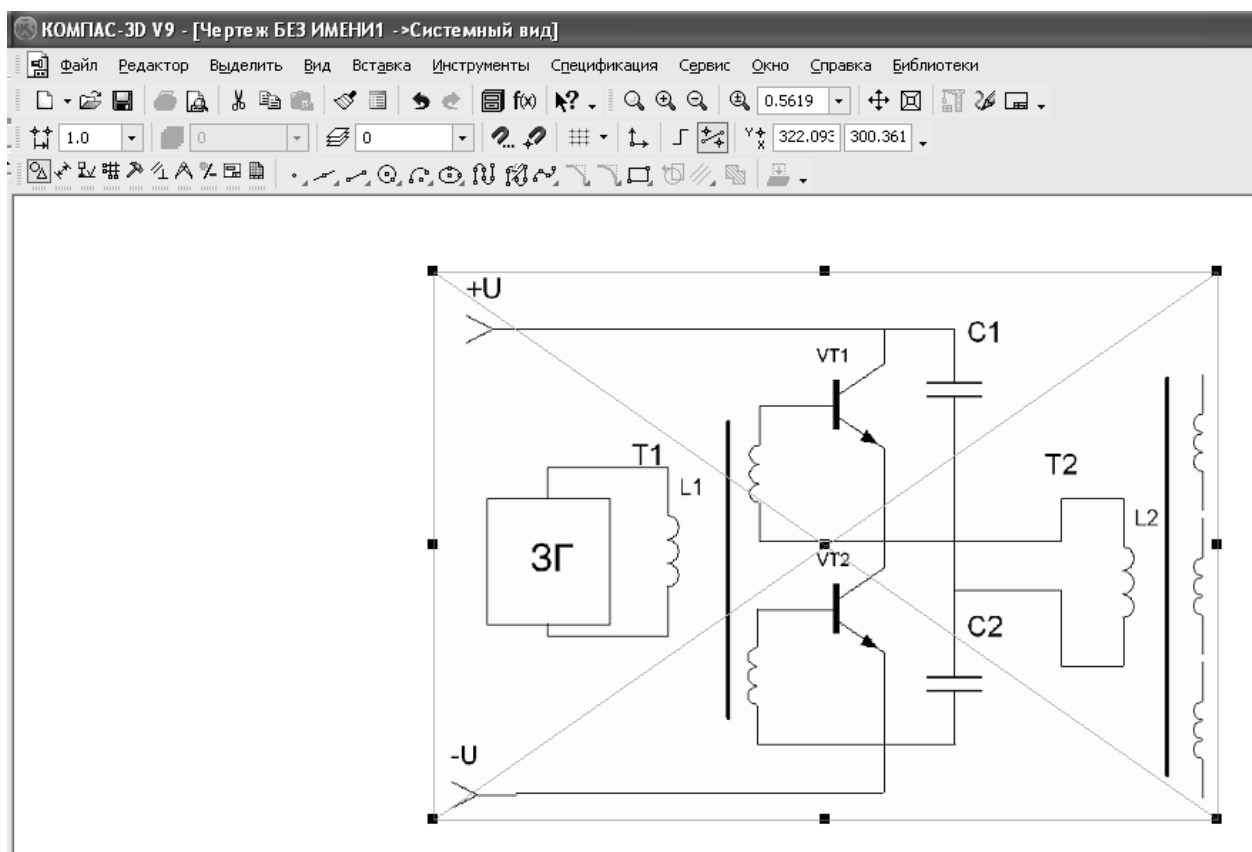 КОМПАС-3D V9 - [Чертеж БЕЗ ИМЕНИ1 ->Системный вид]
Файл Редактор Выделить Вид Вставка Инструменты Спецификация Сервис Окно Справка Библиотеки
f(x) ? 0.5619
1.0 0 0 Y X 322.093 300.361
+U
C1
VT1
T1
T2
L1
L2
ЗГ
VT2
C2
-U